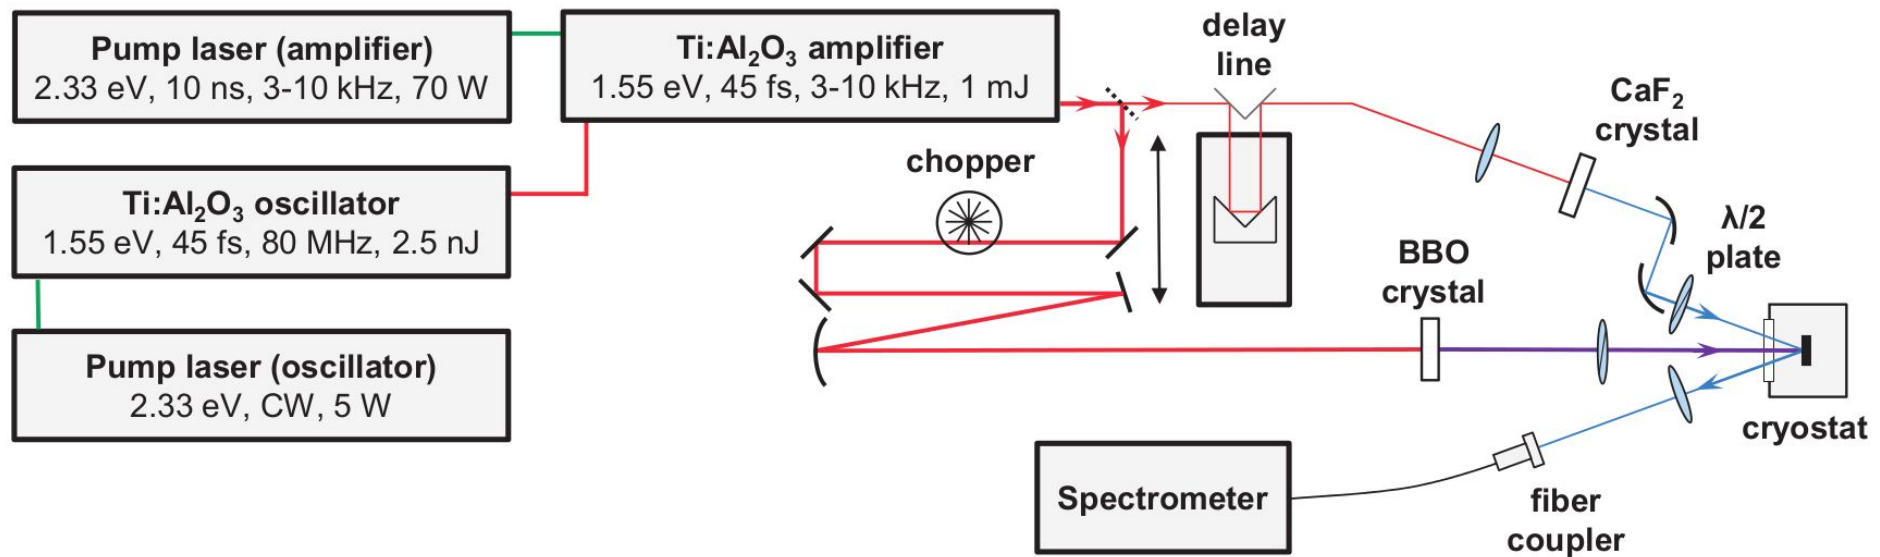 Pump laser (amplifier)
2.33 eV, 10 ns, 3-10 kHz, 70 W
Ti:Al₂O₃ amplifier
1.55 eV, 45 fs, 3-10 kHz, 1 mJ
Ti:Al₂O₃ oscillator
1.55 eV, 45 fs, 80 MHz, 2.5 nJ
Pump laser (oscillator)
2.33 eV, CW, 5 W
chopper
delay
line
CaF₂
crystal
λ/2
plate
BBO
crystal
cryostat
fiber
coupler
Spectrometer